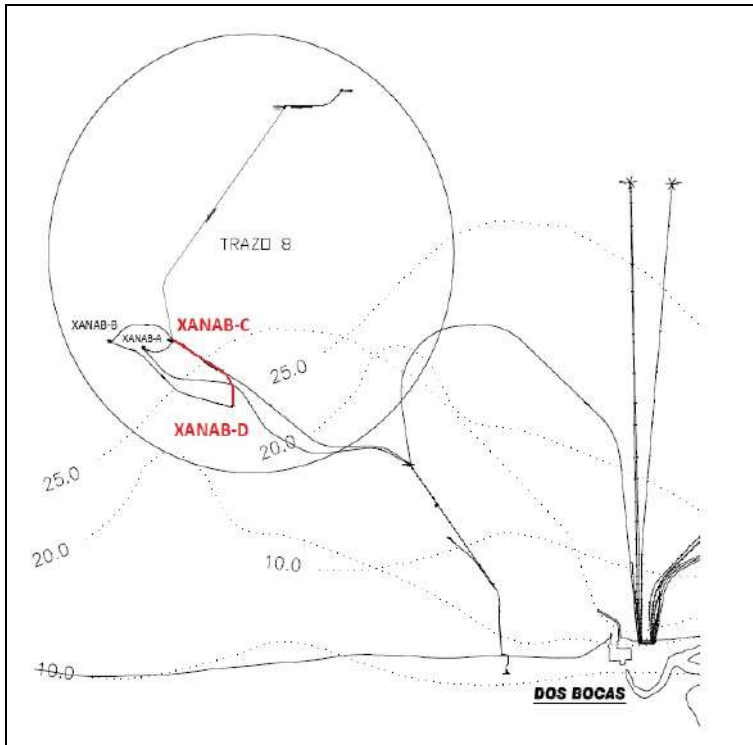 TRAZO 8
XANAB-B
XANAB-A
XANAB-C
25.0
XANAB-D
20.0
25.0
20.0
10.0
10.0
DOS BOCAS